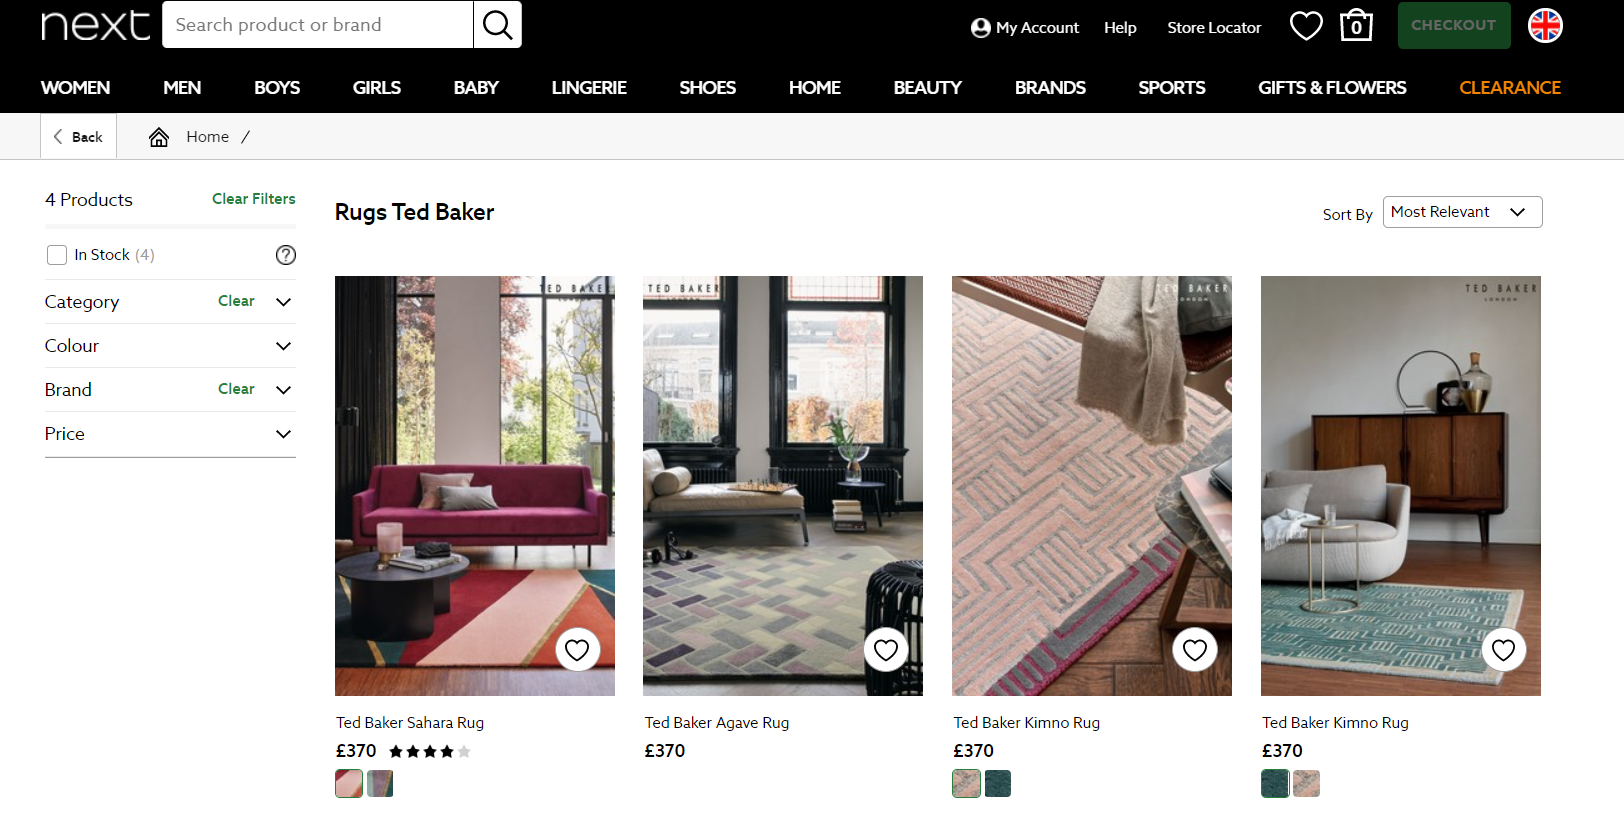 next
Search product or brand
My Account
Help
Store Locator
0
CHECKOUT
WOMEN
MEN
BOYS
GIRLS
BABY
LINGERIE
SHOES
HOME
BEAUTY
BRANDS
SPORTS
GIFTS & FLOWERS
CLEARANCE
Back
Home /
4 Products
Clear Filters
In Stock (4)
?
Category
Clear
Colour
Brand
Clear
Price
Rugs Ted Baker
Sort By
Most Relevant
TED BAKER
LONDON
TED BAKER
LONDON
TED BAKER
LONDON
TED BAKER
LONDON
Ted Baker Sahara Rug
£370
Ted Baker Agave Rug
£370
Ted Baker Kimno Rug
£370
Ted Baker Kimno Rug
£370